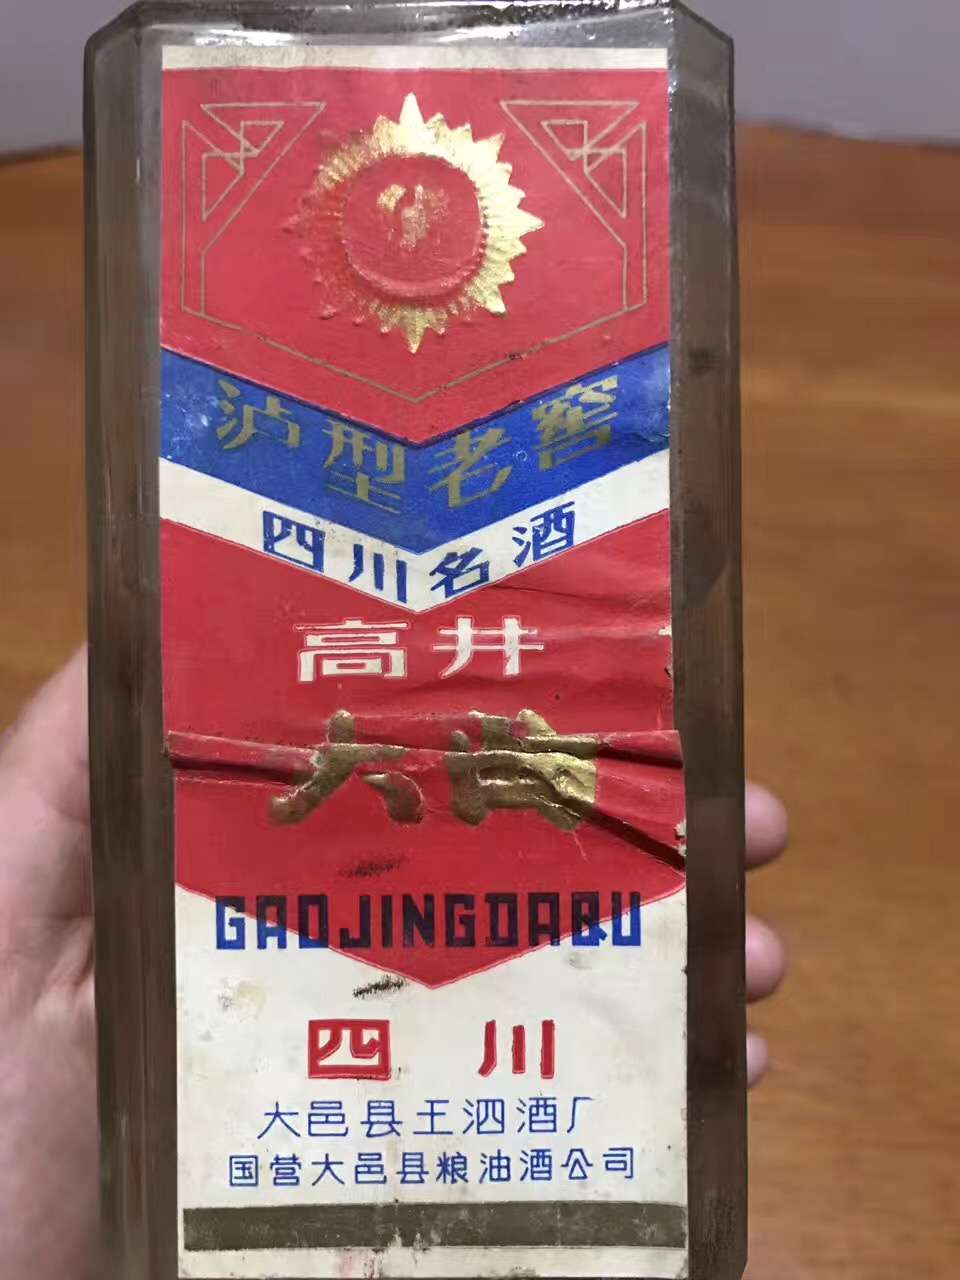 泸型老窖
四川名酒
高井
大曲
GAOJINGDAQU
四川
大邑县王泗酒厂
国营大邑县粮油酒公司